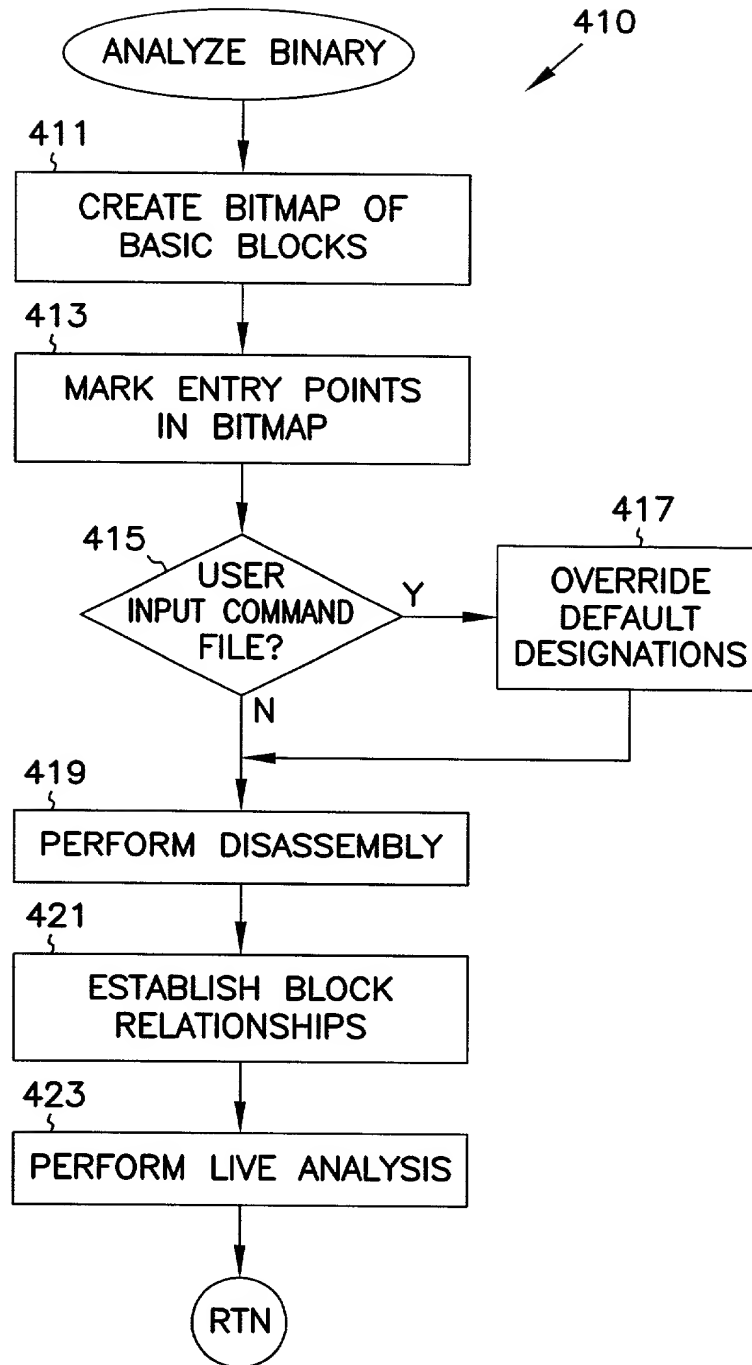 ANALYZE BINARY
410
411
CREATE BITMAP OF
BASIC BLOCKS
413
MARK ENTRY POINTS
IN BITMAP
415
USER
INPUT COMMAND
FILE?
Y
417
OVERRIDE
DEFAULT
DESIGNATIONS
N
419
PERFORM DISASSEMBLY
421
ESTABLISH BLOCK
RELATIONSHIPS
423
PERFORM LIVE ANALYSIS
RTN